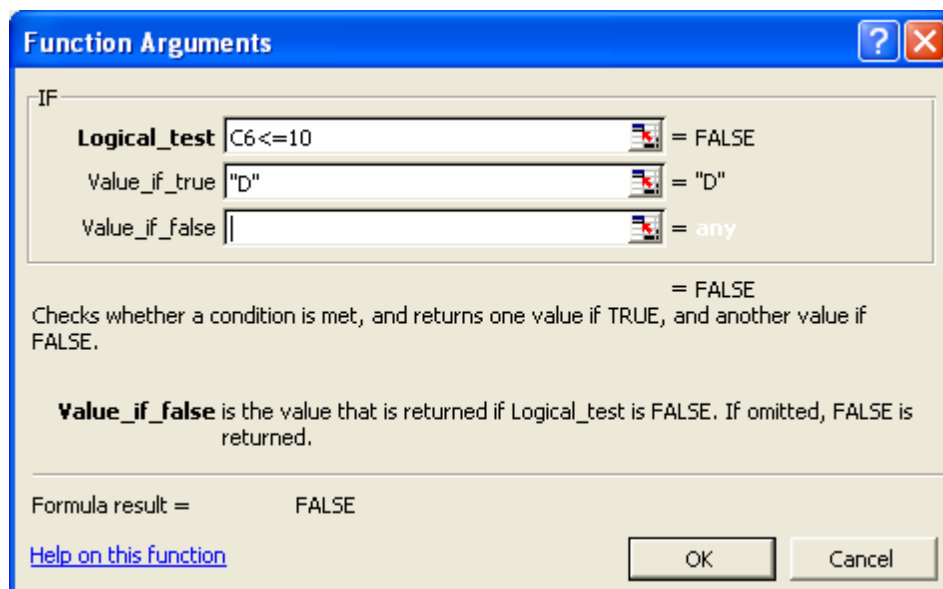 Function Arguments
IF
Logical_test C6<=10 = FALSE
Value_if_true "D" = "D"
Value_if_false = any
= FALSE
Checks whether a condition is met, and returns one value if TRUE, and another value if
FALSE.
Value_if_false is the value that is returned if Logical_test is FALSE. If omitted, FALSE is
returned.
Formula result = FALSE
Help on this function
OK Cancel